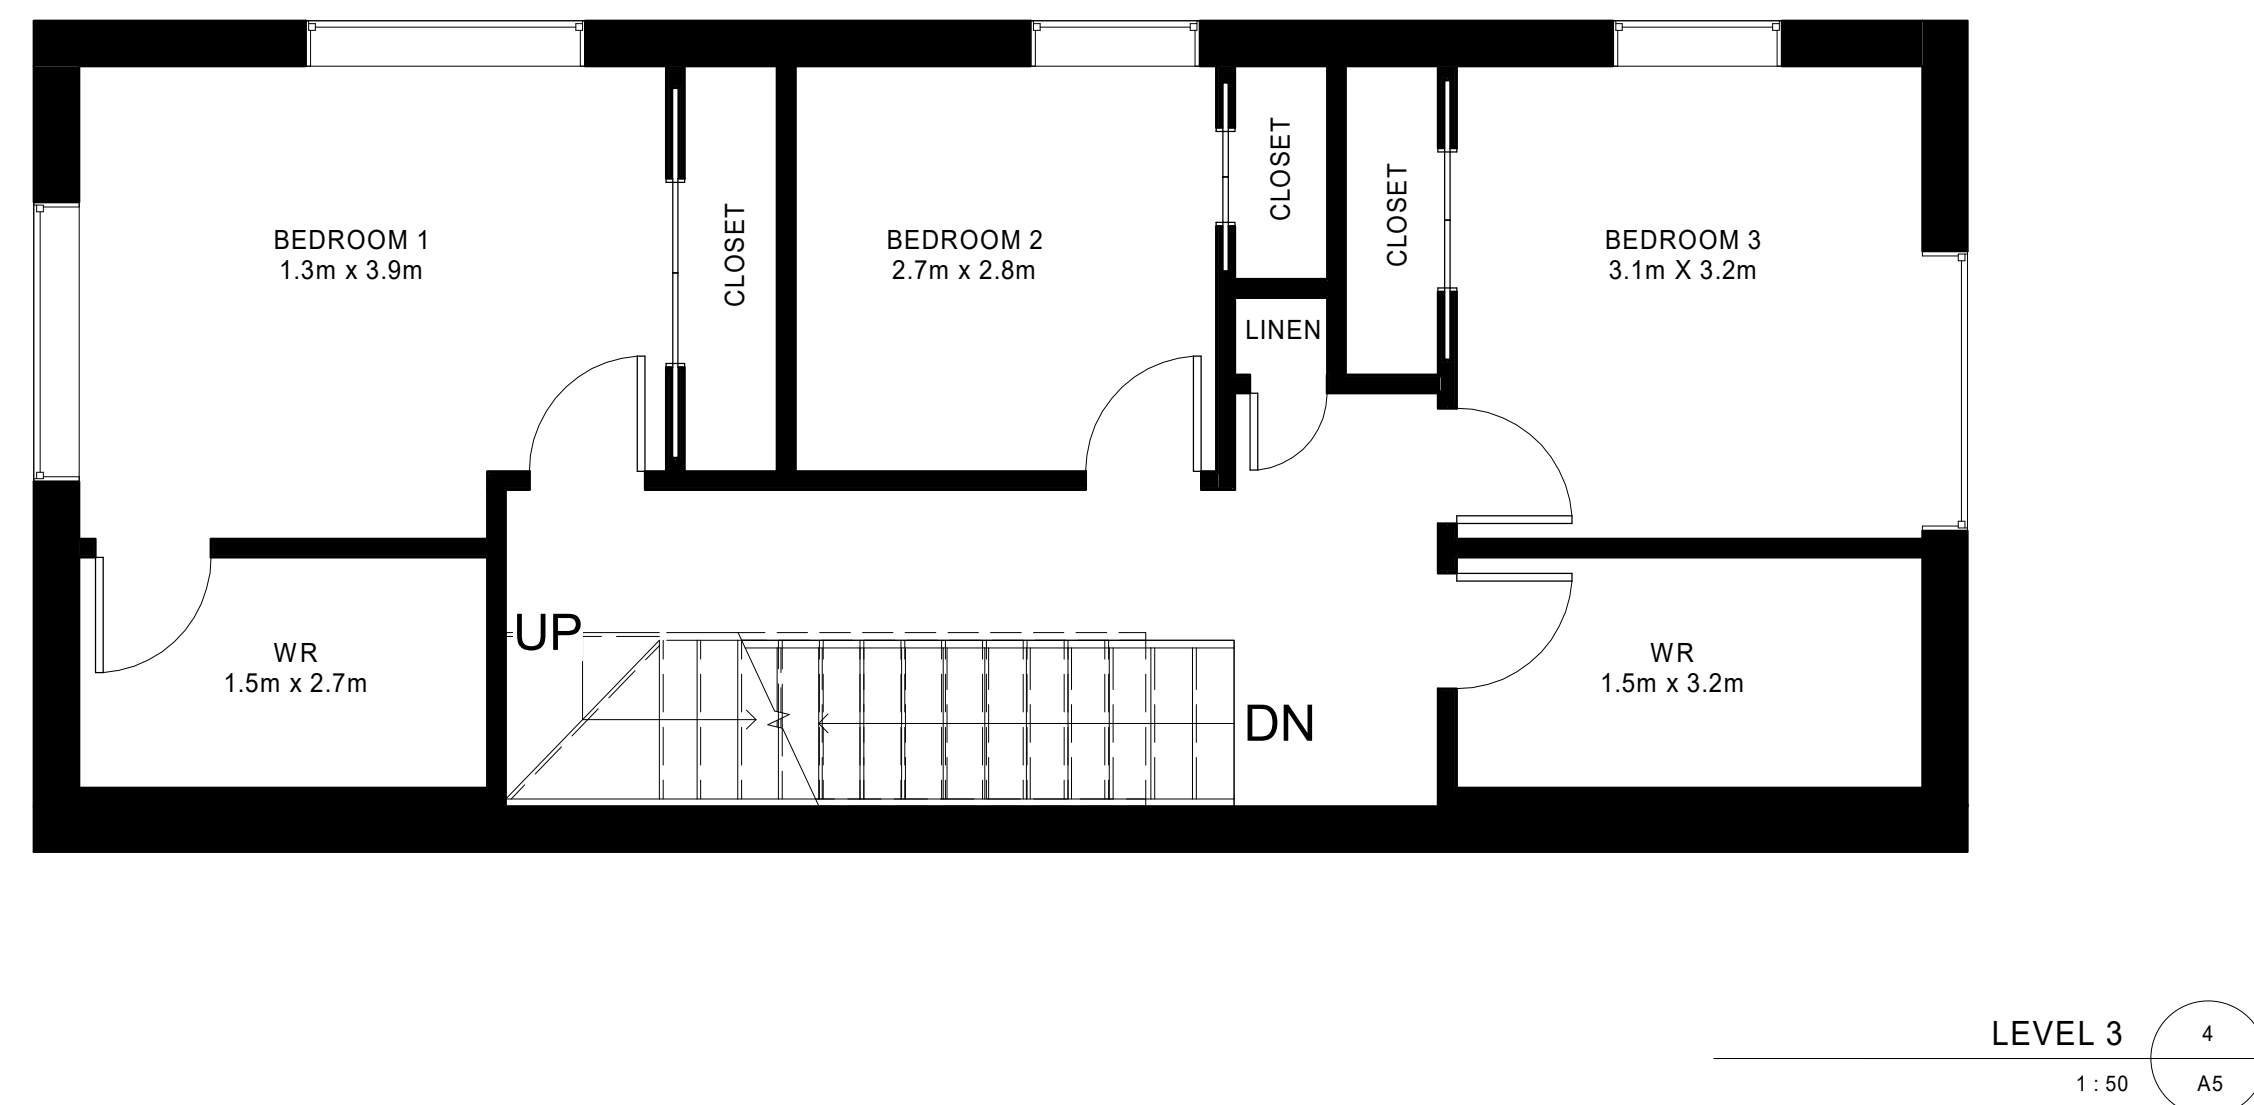 BEDROOM 1
1.3m x 3.9m
CLOSET
BEDROOM 2
2.7m x 2.8m
CLOSET
LINEN
CLOSET
BEDROOM 3
3.1m X 3.2m
WR
1.5m x 2.7m
UP
DN
WR
1.5m x 3.2m
LEVEL 3
4
1 : 50
A5